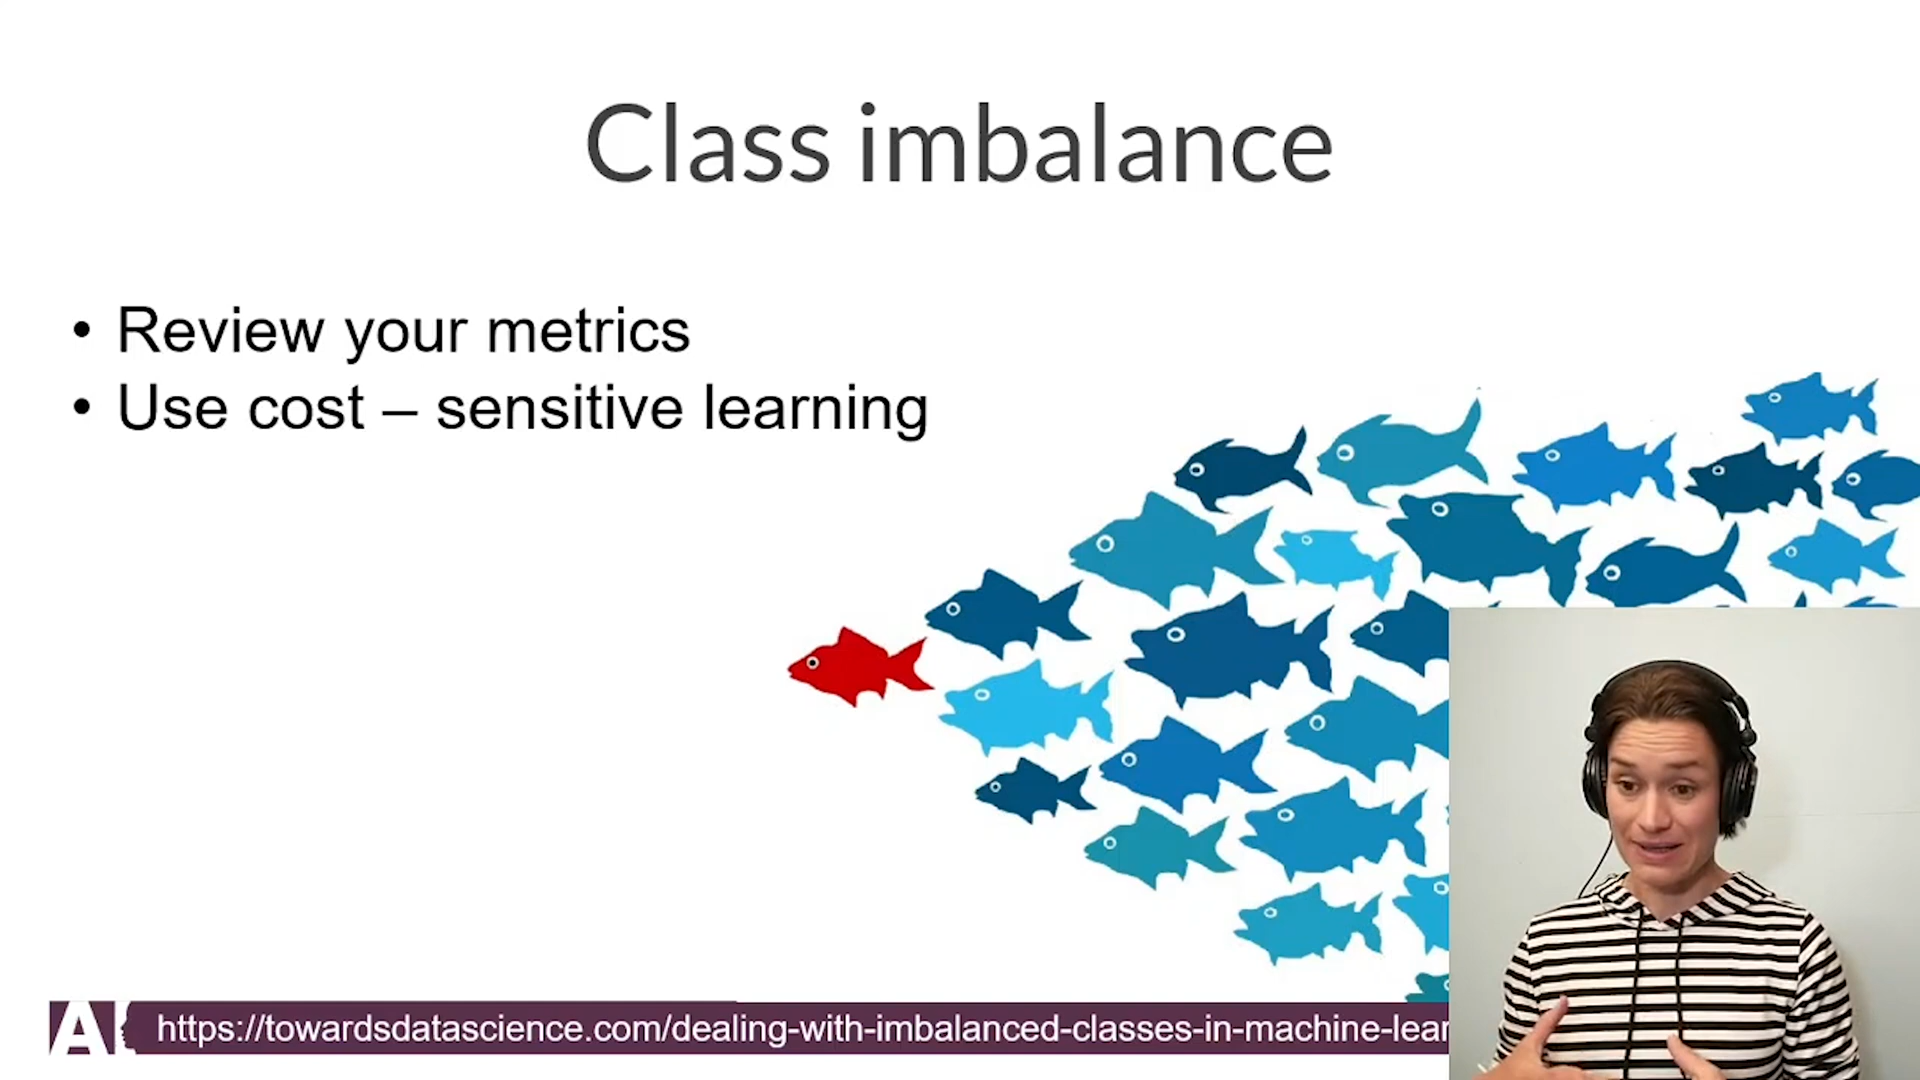 Class imbalance
• Review your metrics
• Use cost – sensitive learning
A
https://towardsdatascience.com/dealing-with-imbalanced-classes-in-machine-lear